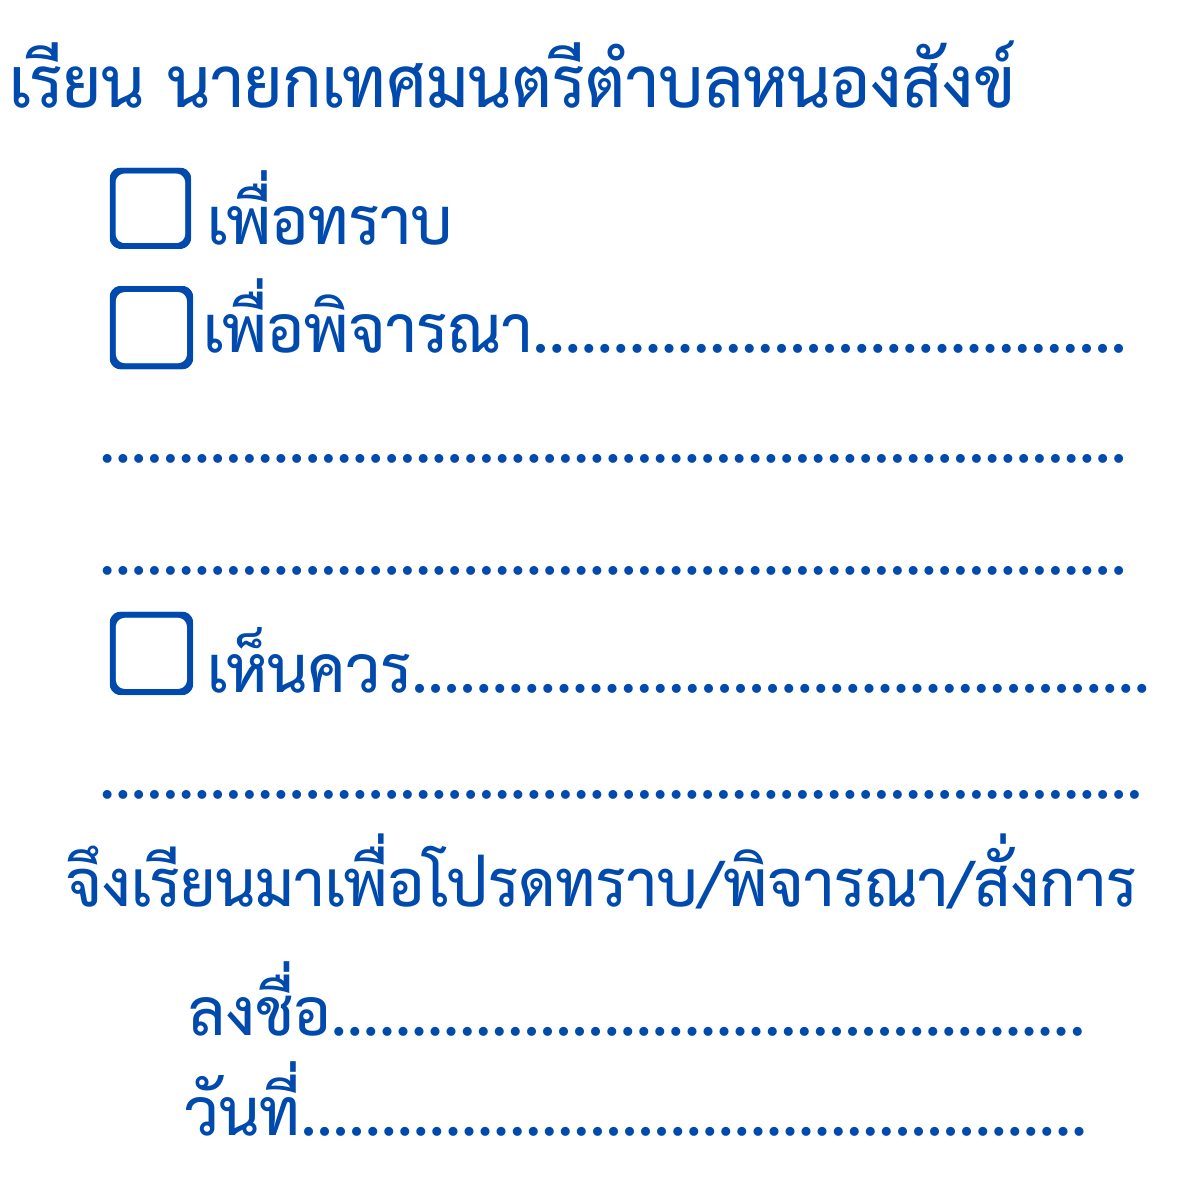 เรียน นายกเทศมนตรีตำบลหนองสังข์
เพื่อทราบ
เพื่อพิจารณา.....................................
.................................................................
.................................................................
เห็นควร..............................................
..................................................................
จึงเรียนมาเพื่อโปรดทราบ/พิจารณา/สั่งการ
ลงชื่อ...............................................
วันที่.................................................